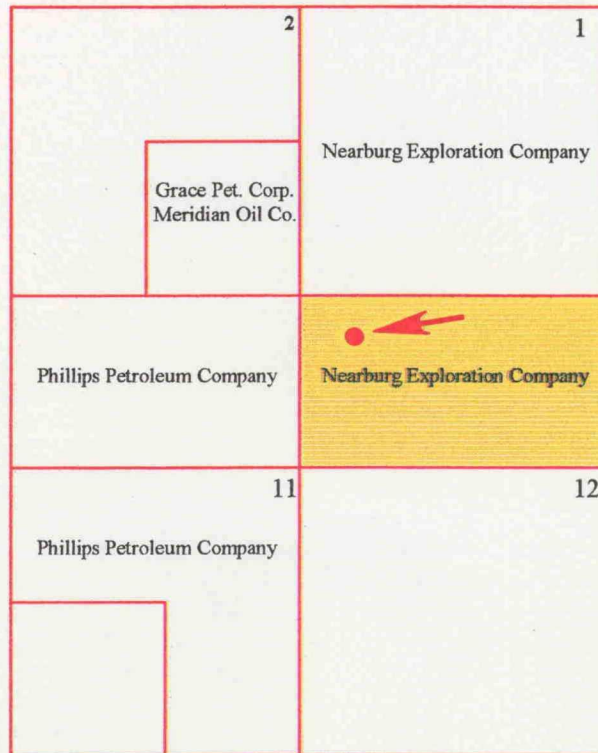 2
1
Nearburg Exploration Company
Grace Pet. Corp.
Meridian Oil Co.
Phillips Petroleum Company
Nearburg Exploration Company
11
12
Phillips Petroleum Company